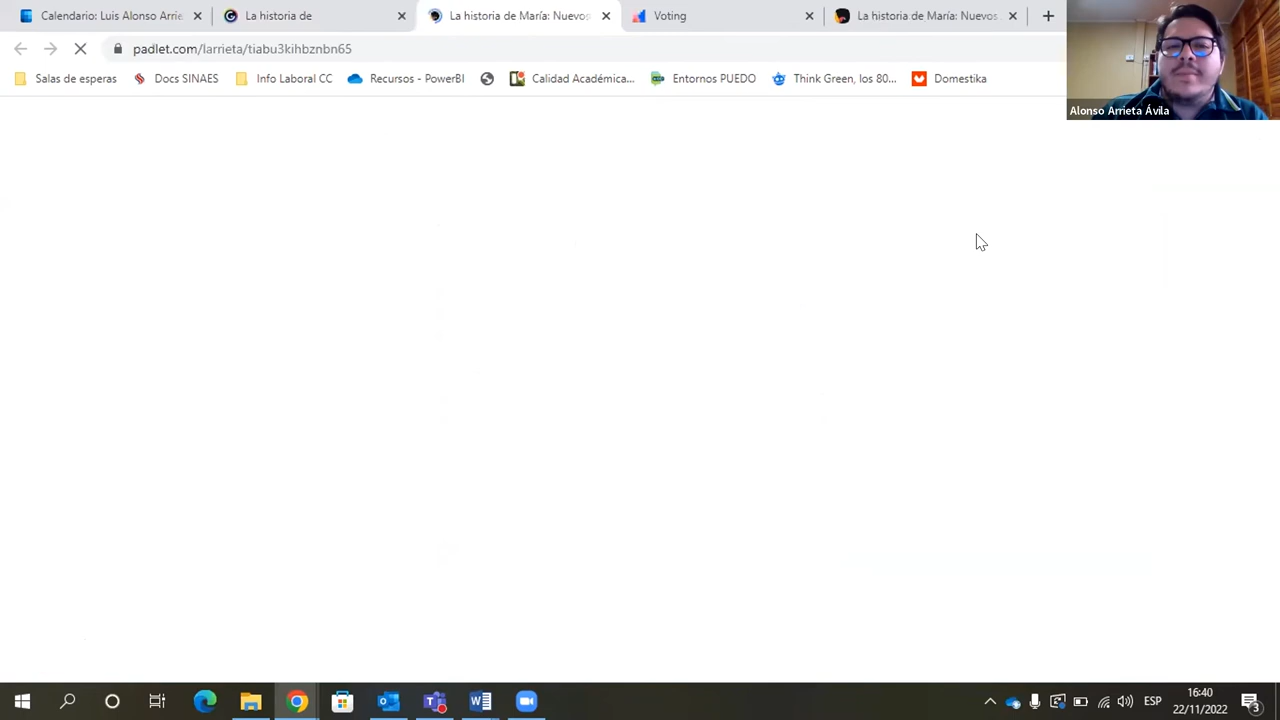 Calendario: Luis Alonso Arrie
La historia de
La historia de María: Nuevos
Voting
La historia de María: Nuevos
padlet.com/larrieta/tiabu3kihbznbn65
Salas de esperas
Docs SINAES
Info Laboral CC
Recursos - PowerBI
Calidad Académica...
Entornos PUEDO
Think Green, los 80...
Domestika
Alonso Arrieta Ávila
ESP
16:40
22/11/2022
3